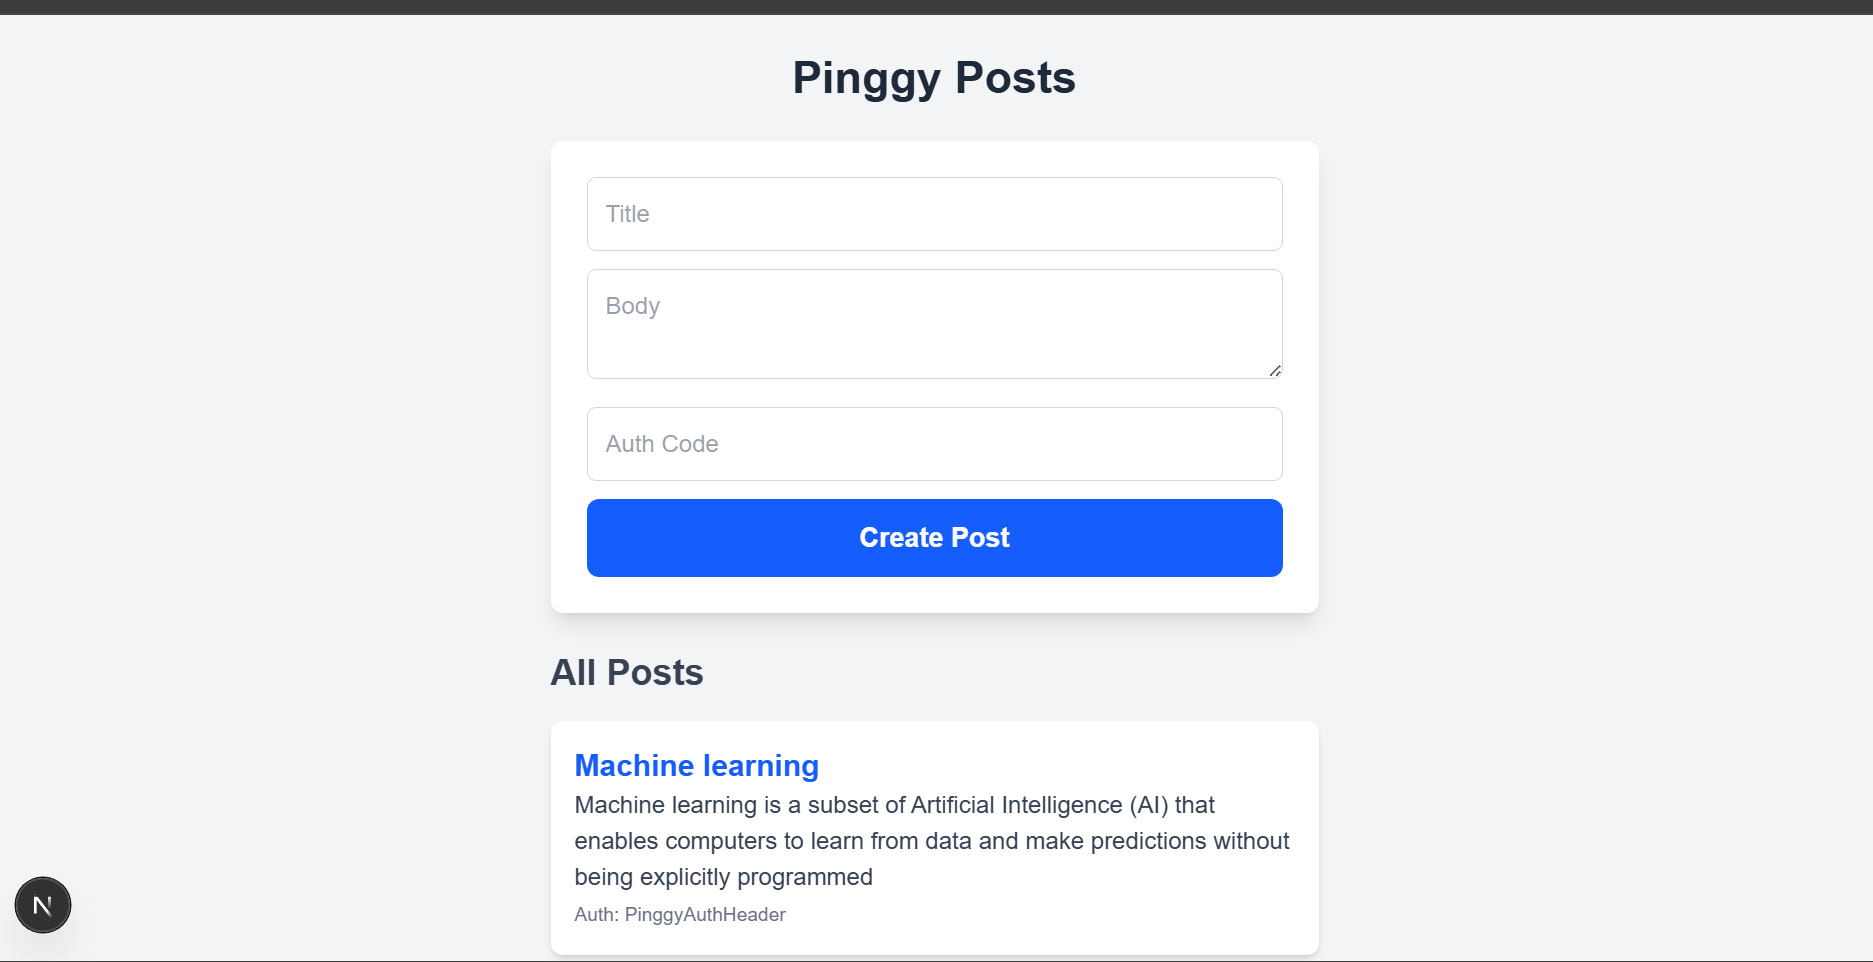 Pinggy Posts
Title
Body
Auth Code
Create Post
All Posts
Machine learning
Machine learning is a subset of Artificial Intelligence (AI) that
enables computers to learn from data and make predictions without
being explicitly programmed
Auth: PinggyAuthHeader
N